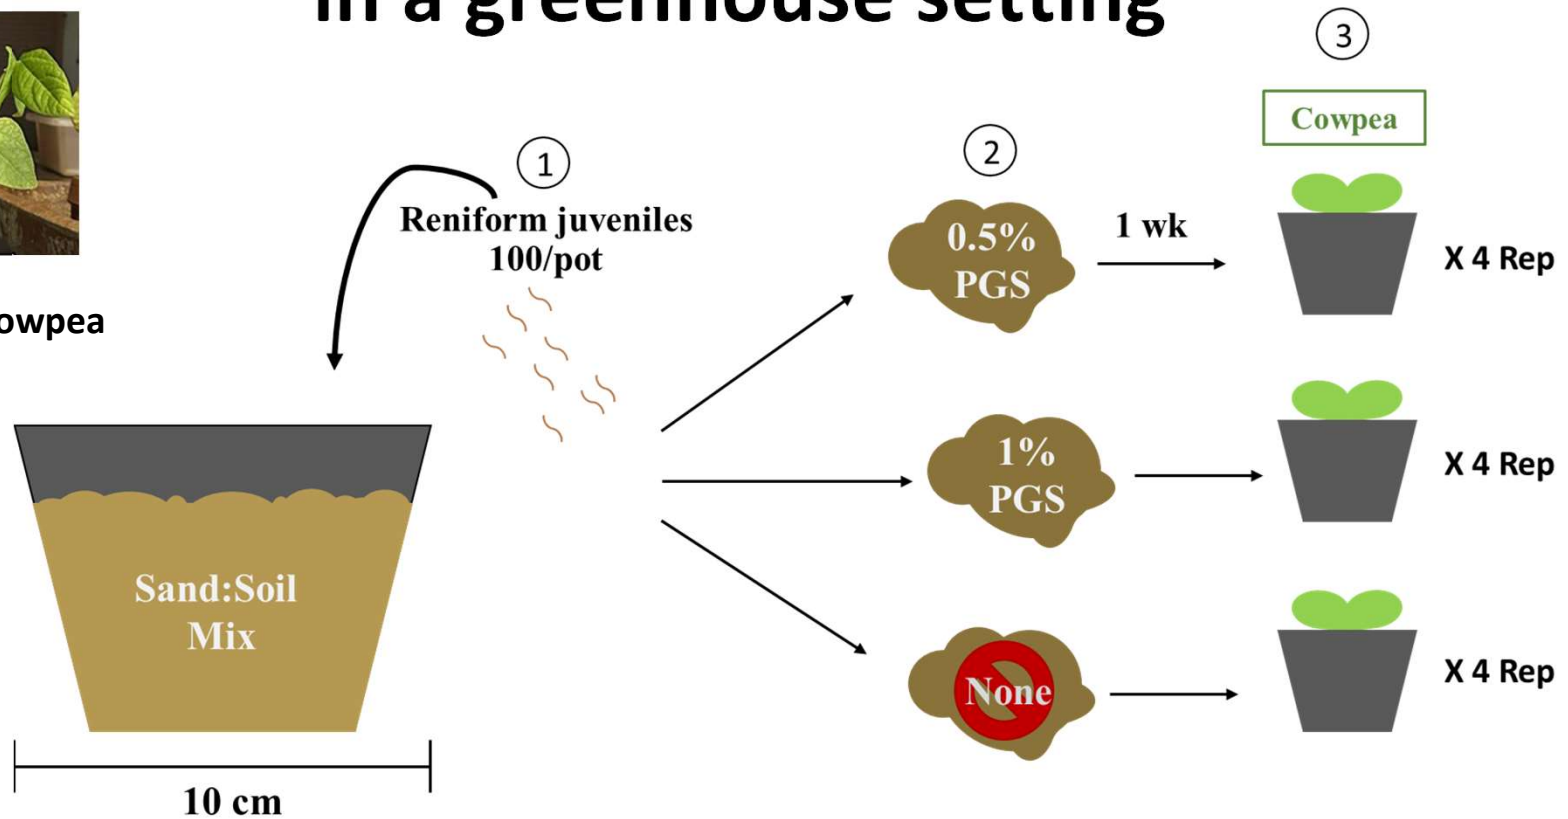 in a greenhouse setting
3
Cowpea
1
2
Reniform juveniles
100/pot
0.5%
PGS
1 wk
X 4 Rep
owpea
1%
PGS
X 4 Rep
Sand:Soil
Mix
None
X 4 Rep
10 cm